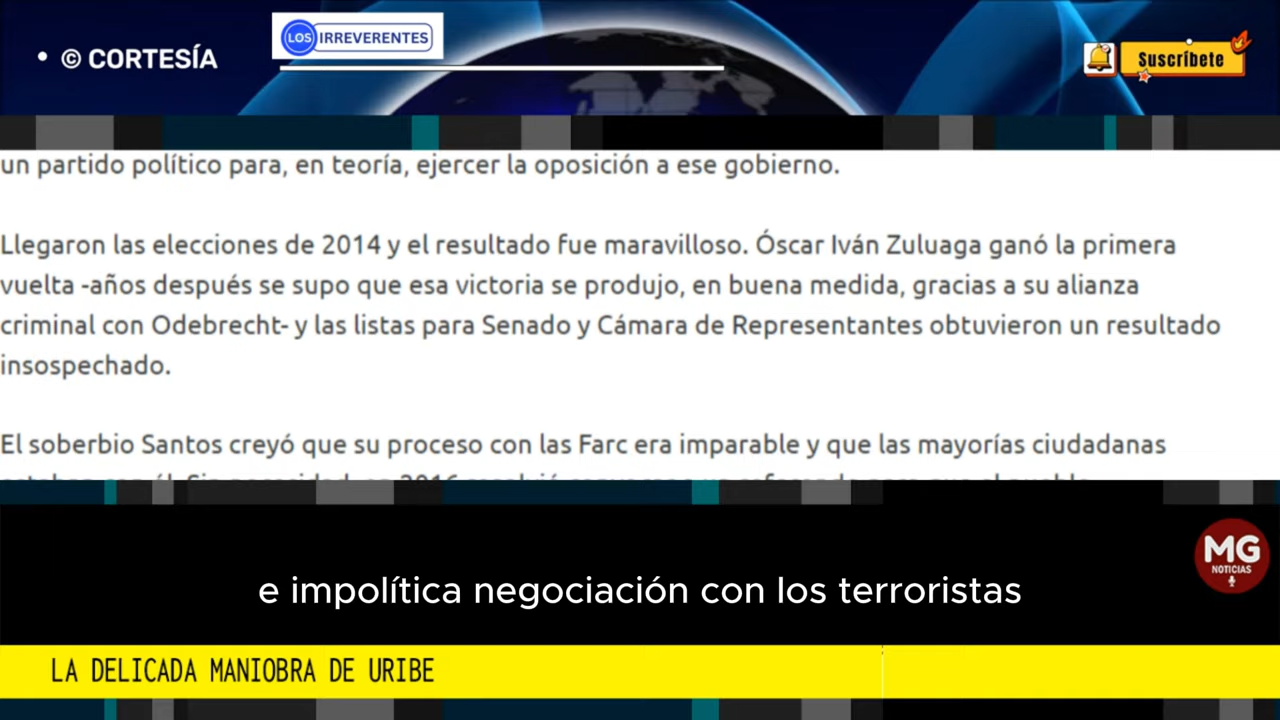 • © CORTESÍA
LOS IRREVERENTES
Suscríbete
un partido político para, en teoría, ejercer la oposición a ese gobierno.
Llegaron las elecciones de 2014 y el resultado fue maravilloso. Óscar Iván Zuluaga ganó la primera
vuelta -años después se supo que esa victoria se produjo, en buena medida, gracias a su alianza
criminal con Odebrecht- y las listas para Senado y Cámara de Representantes obtuvieron un resultado
insospechado.
El soberbio Santos creyó que su proceso con las Farc era imparable y que las mayorías ciudadanas
MG
NOTICIAS
e impolítica negociación con los terroristas
LA DELICADA MANIOBRA DE URIBE